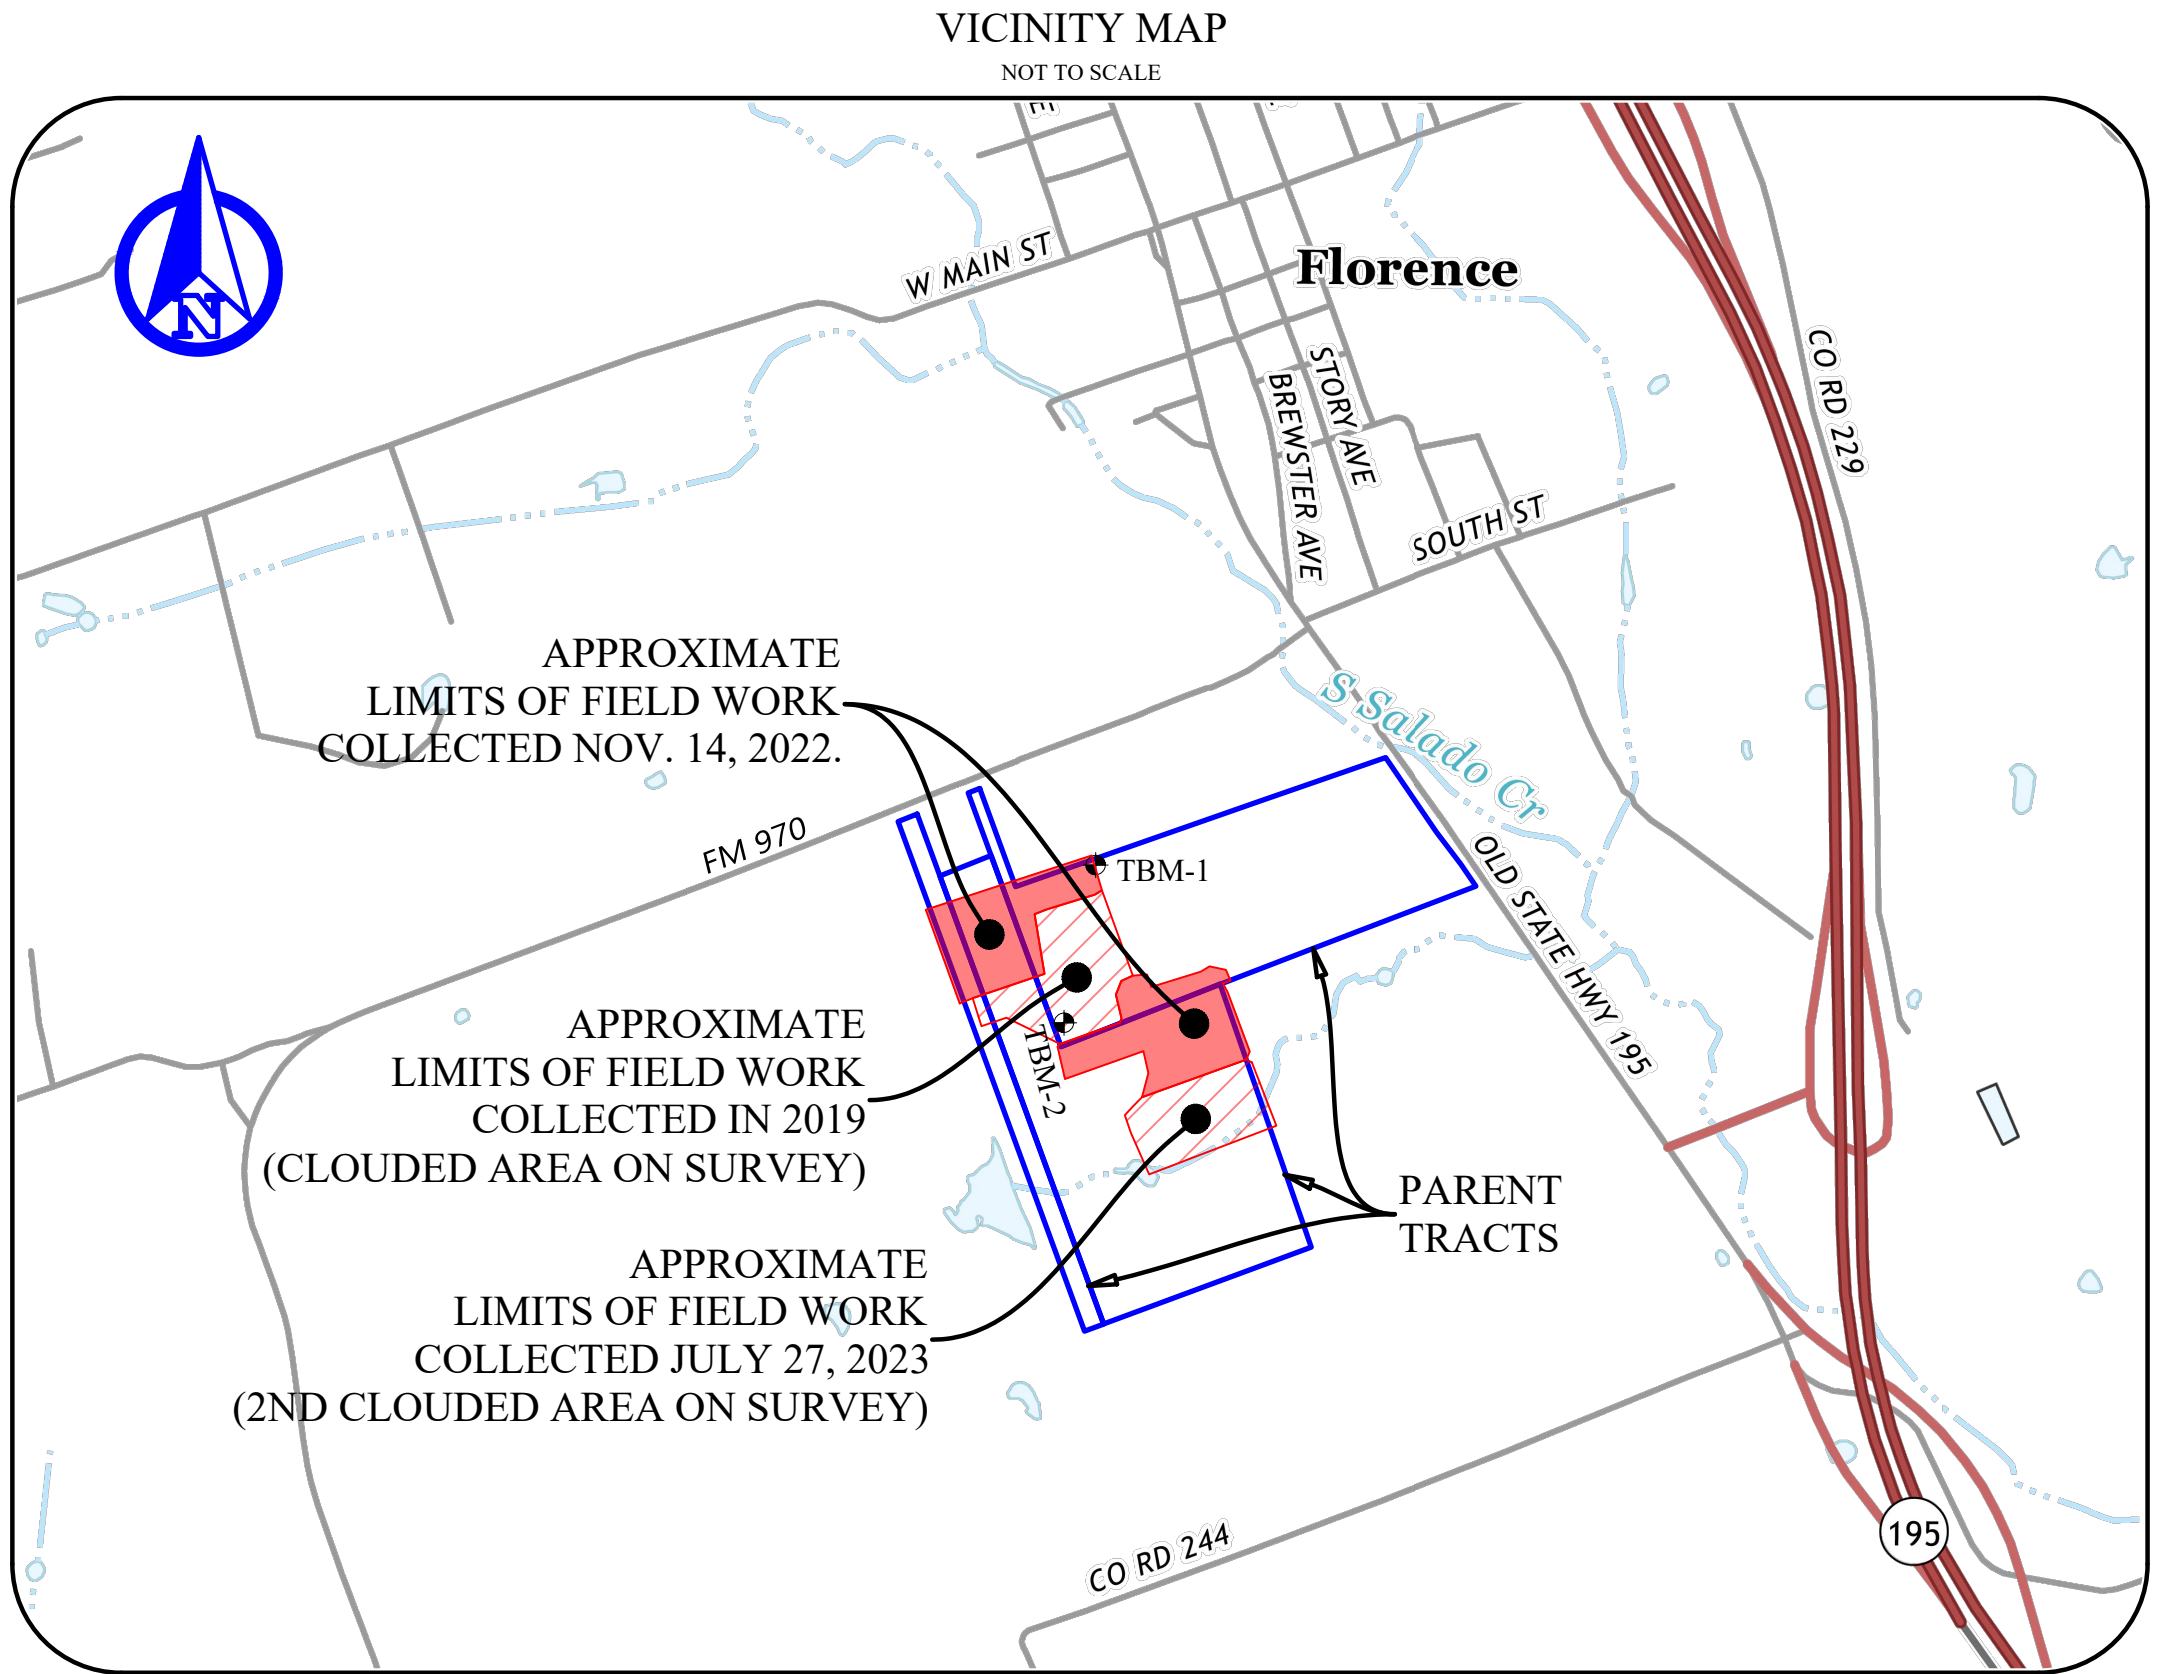 VICINITY MAP
NOT TO SCALE
N
W MAIN ST
Florence
CO RD 229
STORY AVE
BREWSTER AVE
SOUTH ST
APPROXIMATE
LIMITS OF FIELD WORK
COLLECTED NOV. 14, 2022.
S Salado Cr
FM 970
TBM-1
OLD STATE HWY 195
APPROXIMATE
LIMITS OF FIELD WORK
COLLECTED IN 2019
(CLOUDED AREA ON SURVEY)
TBM-2
PARENT
TRACTS
APPROXIMATE
LIMITS OF FIELD WORK
COLLECTED JULY 27, 2023
(2ND CLOUDED AREA ON SURVEY)
195
CO RD 244